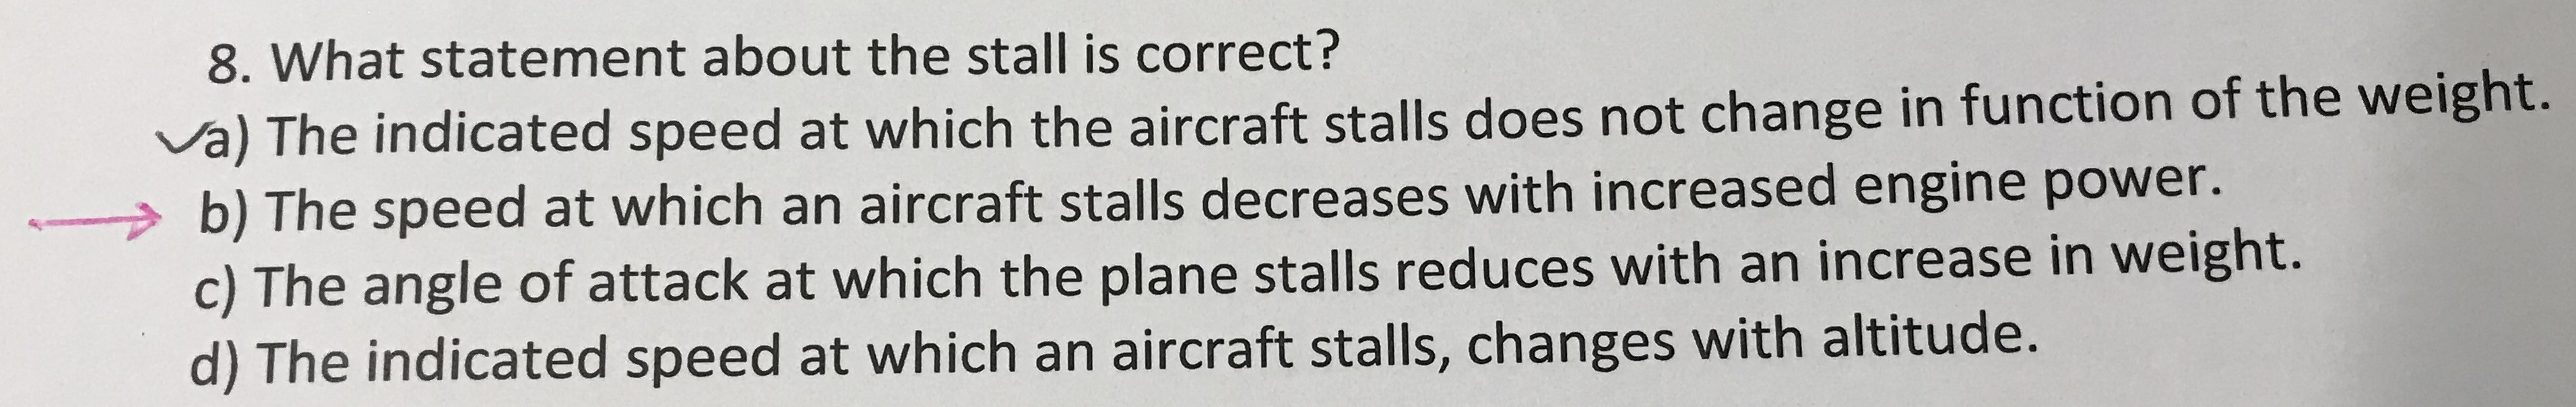 8. What statement about the stall is correct?
a) The indicated speed at which the aircraft stalls does not change in function of the weight.
b) The speed at which an aircraft stalls decreases with increased engine power.
c) The angle of attack at which the plane stalls reduces with an increase in weight.
d) The indicated speed at which an aircraft stalls, changes with altitude.